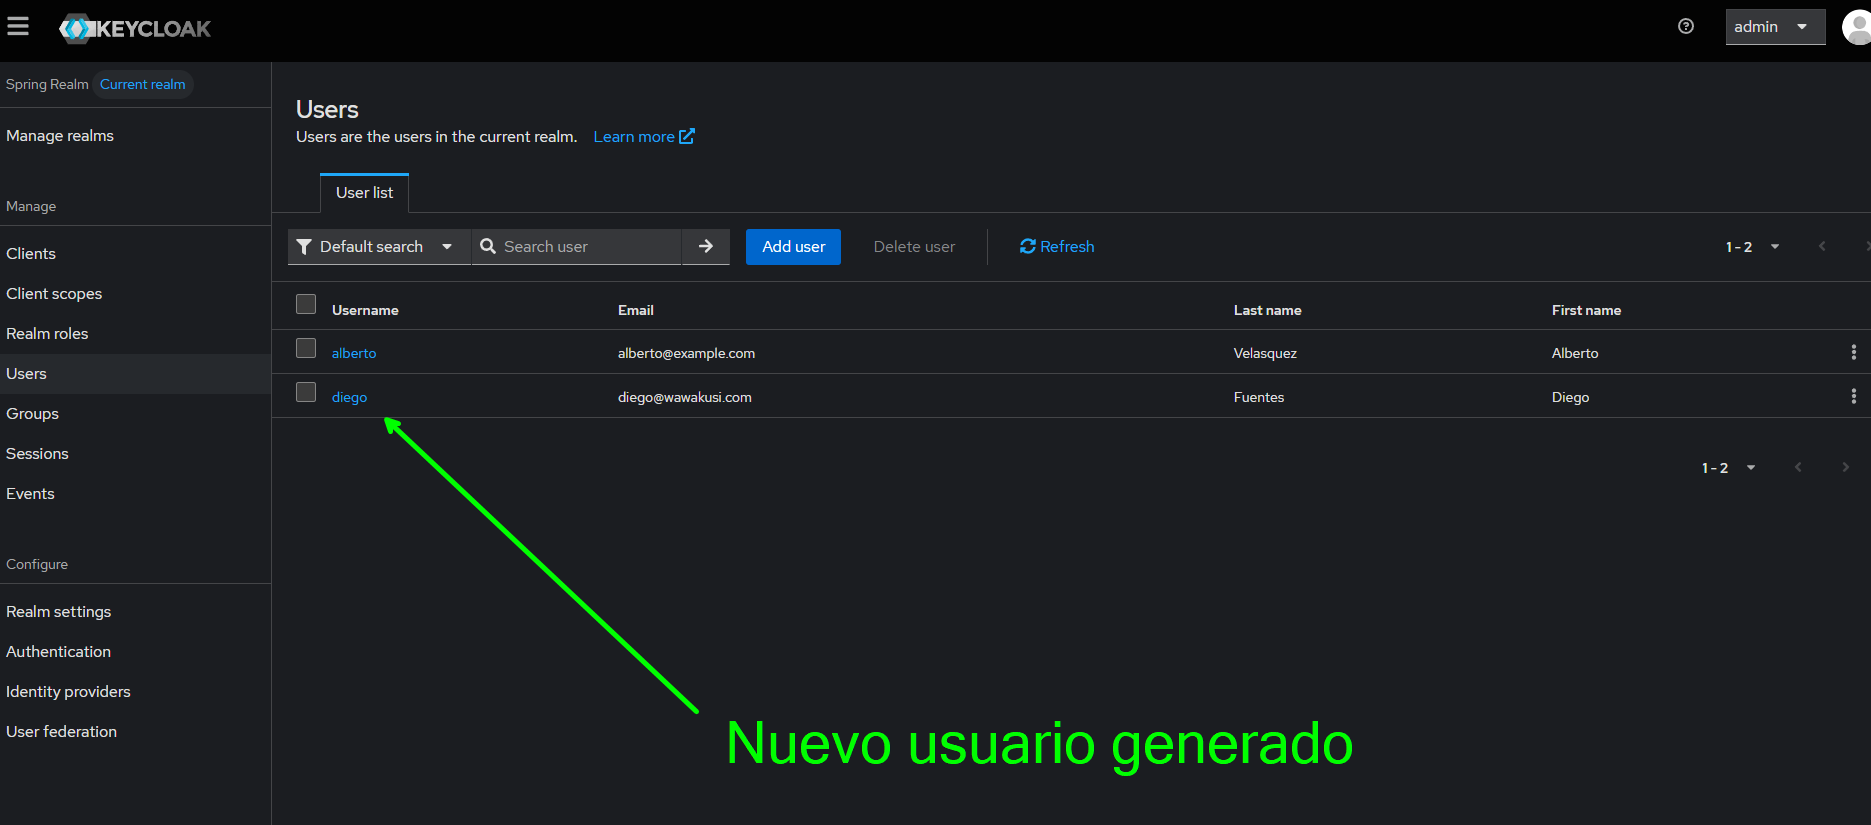 KEYCLOAK
admin
Spring Realm Current realm
Manage realms
Manage
Clients
Client scopes
Realm roles
Users
Groups
Sessions
Events
Configure
Realm settings
Authentication
Identity providers
User federation
Users
Users are the users in the current realm. Learn more
User list
Default search Search user Add user Delete user Refresh 1 - 2
Username Email Last name First name
alberto alberto@example.com Velasquez Alberto
diego diego@wawakusi.com Fuentes Diego
1 - 2
Nuevo usuario generado